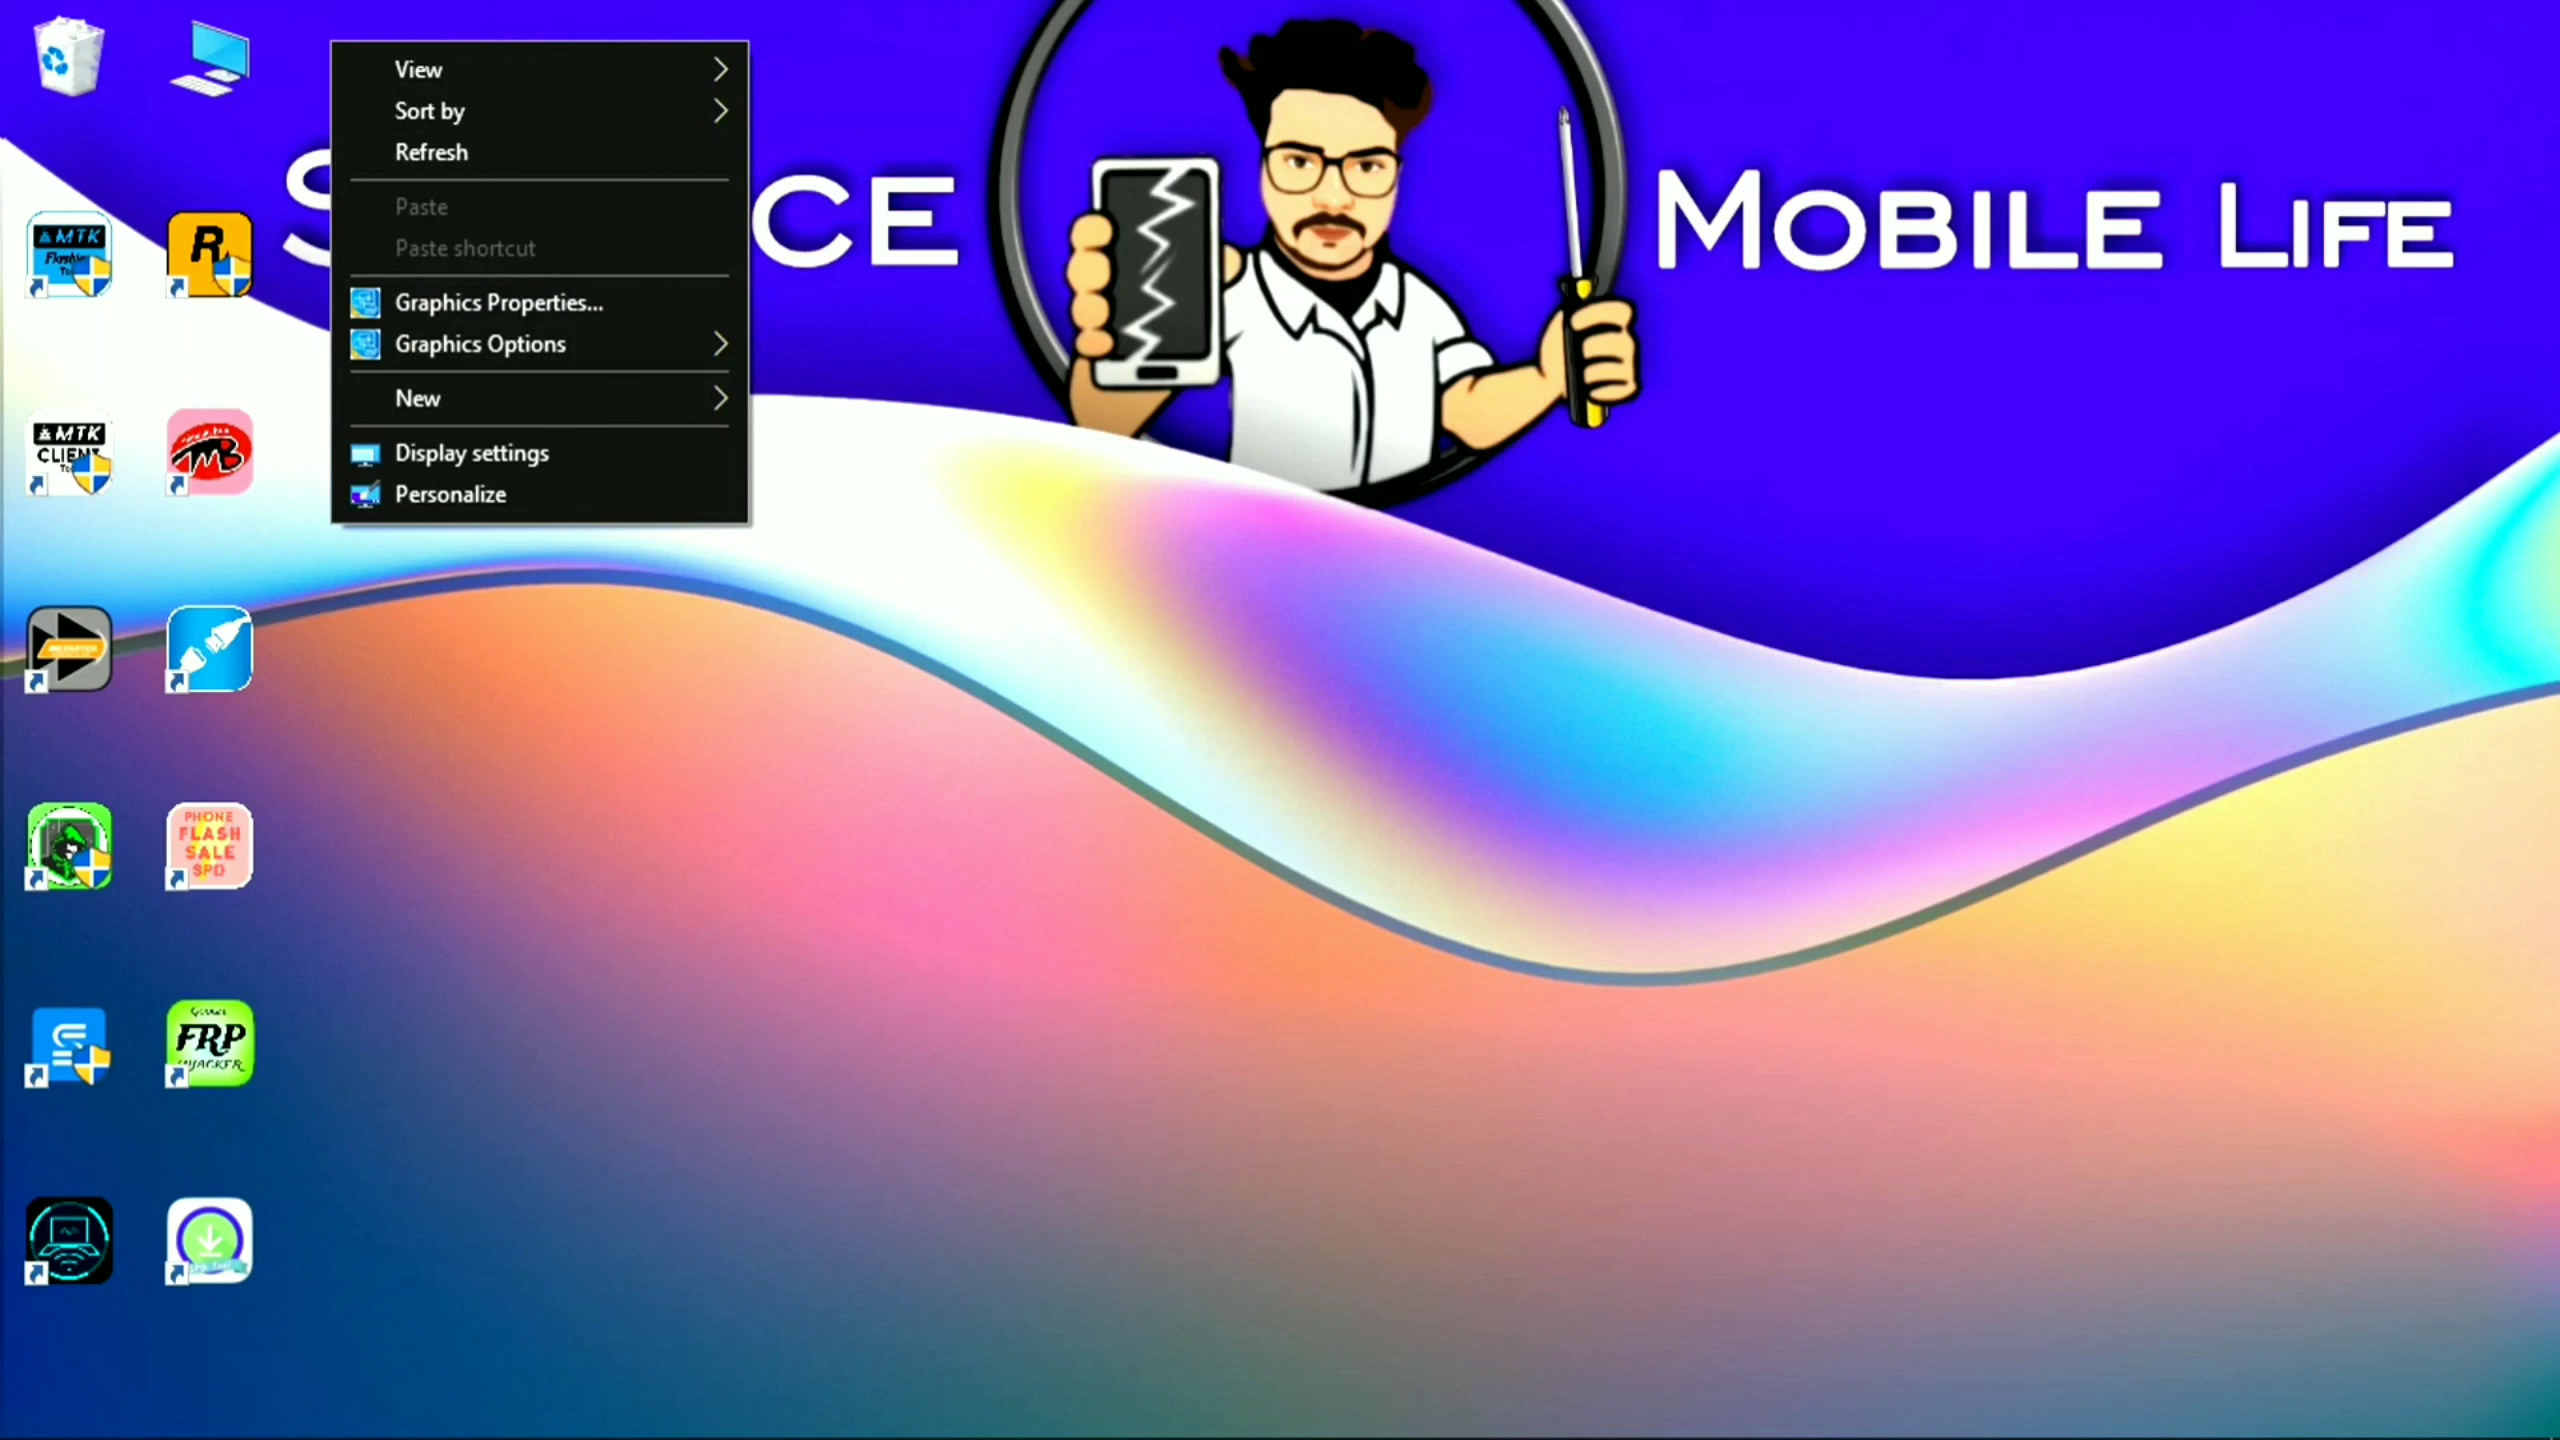 View
Sort by
Refresh
Paste
Paste shortcut
Graphics Properties...
Graphics Options
New
Display settings
Personalize
S
CE
MOBILE LIFE
MTK
R
MTK
CLIENT
PHONE
FLASH
SALE
SPD
FRP